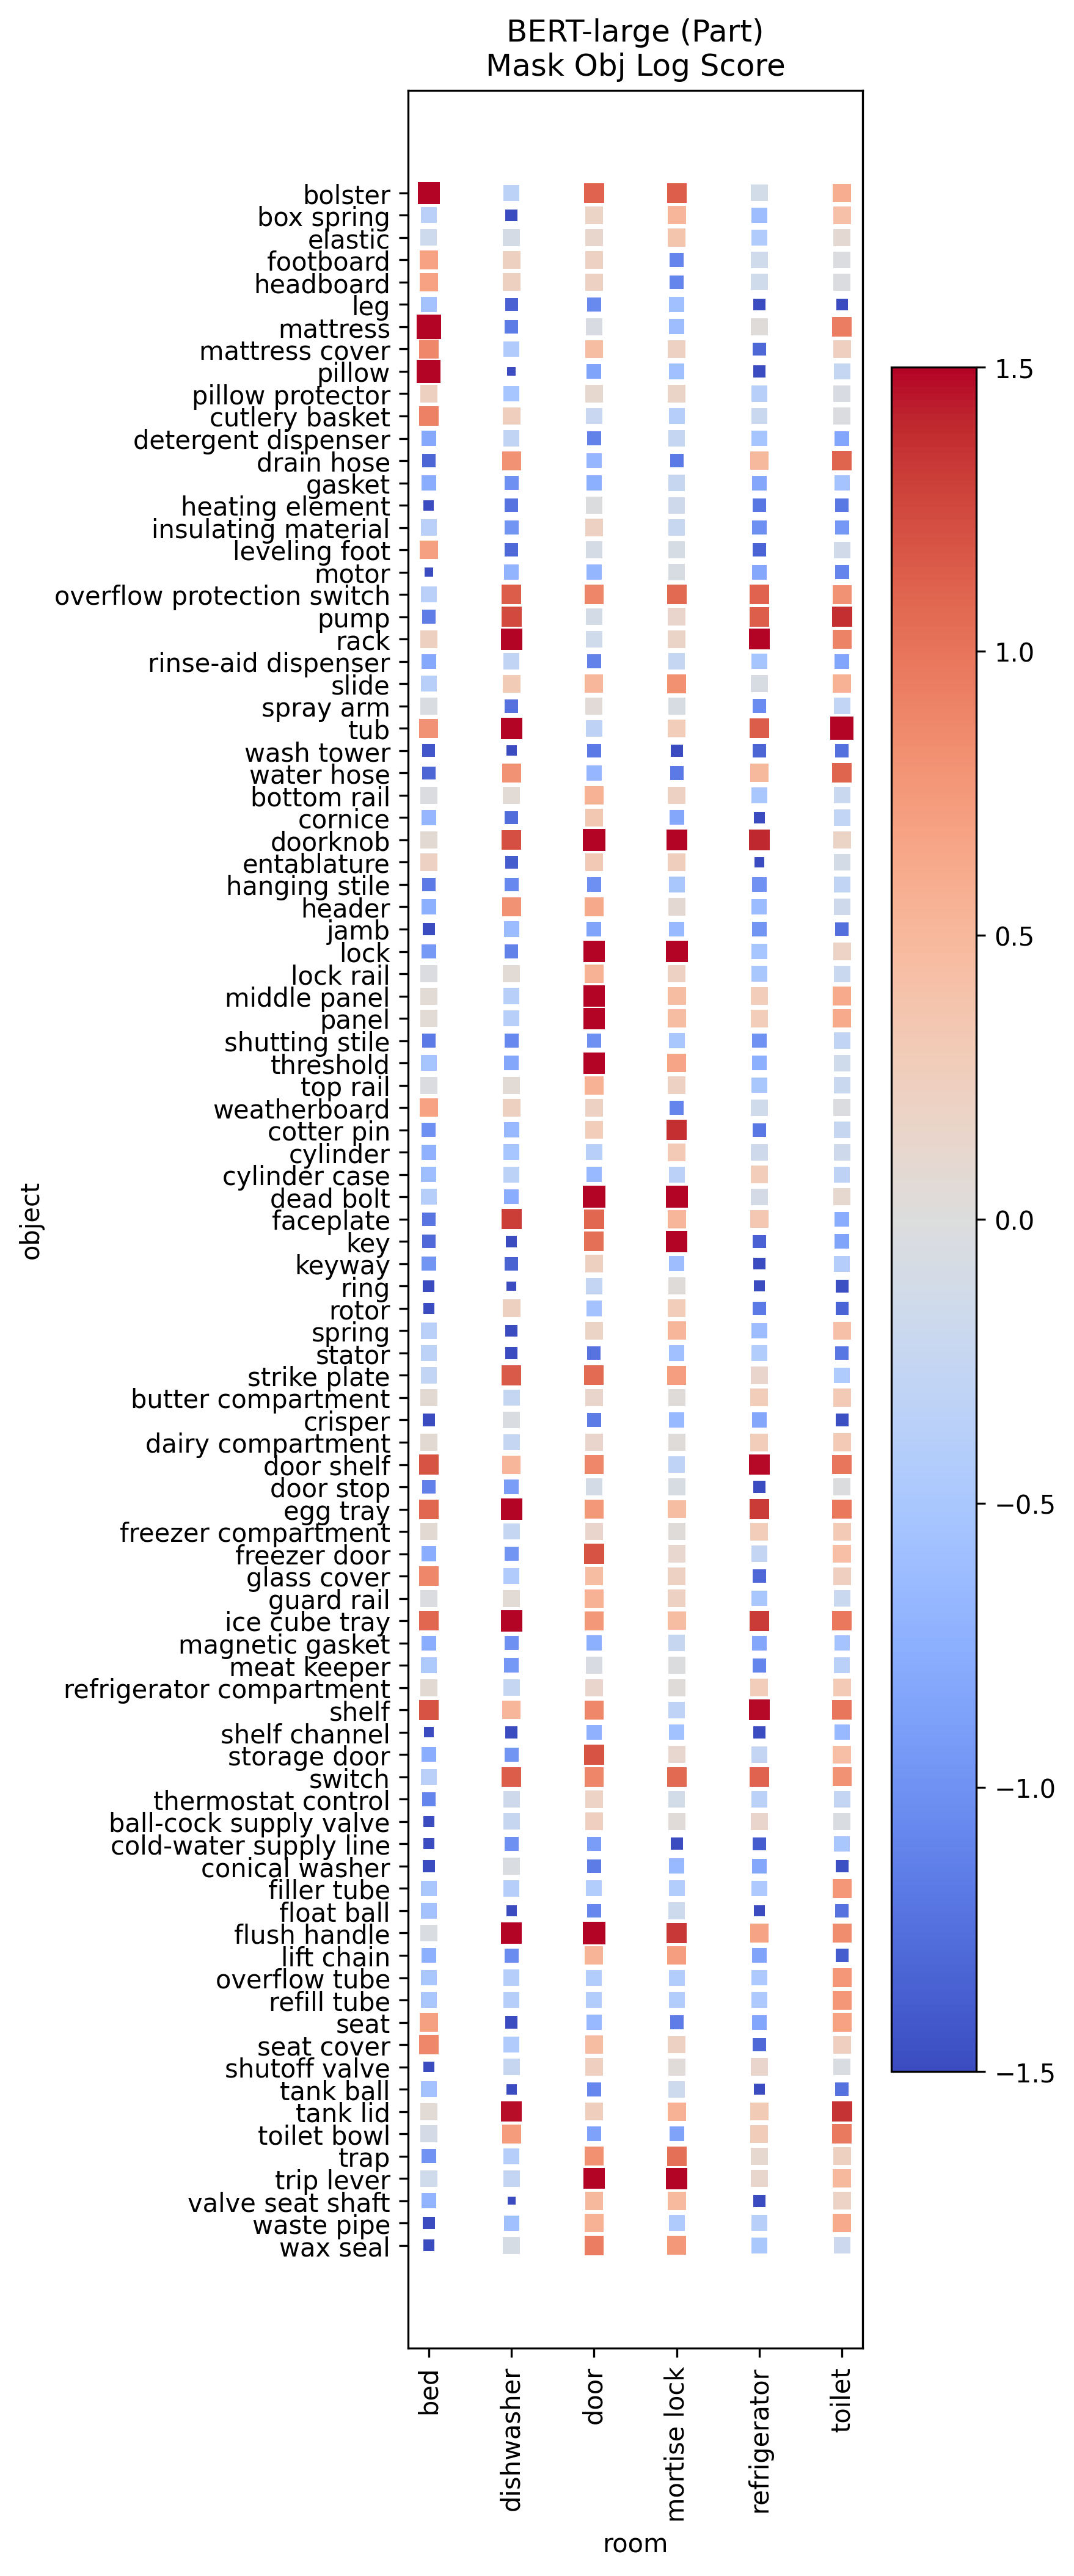 BERT-large (Part)
Mask Obj Log Score
bolster
box spring
elastic
footboard
headboard
leg
mattress
mattress cover
pillow
pillow protector
cutlery basket
detergent dispenser
drain hose
gasket
heating element
insulating material
leveling foot
motor
overflow protection switch
pump
rack
rinse-aid dispenser
slide
spray arm
tub
wash tower
water hose
bottom rail
cornice
doorknob
entablature
hanging stile
header
jamb
lock
lock rail
middle panel
panel
shutting stile
threshold
top rail
weatherboard
cotter pin
cylinder
cylinder case
dead bolt
faceplate
key
keyway
ring
rotor
spring
stator
strike plate
butter compartment
crisper
dairy compartment
door shelf
door stop
egg tray
freezer compartment
freezer door
glass cover
guard rail
ice cube tray
magnetic gasket
meat keeper
refrigerator compartment
shelf
shelf channel
storage door
switch
thermostat control
ball-cock supply valve
cold-water supply line
conical washer
filler tube
float ball
flush handle
lift chain
overflow tube
refill tube
seat
seat cover
shutoff valve
tank ball
tank lid
toilet bowl
trap
trip lever
valve seat shaft
waste pipe
wax seal
object
bed
dishwasher
door
mortise lock
refrigerator
toilet
room
1.5
1.0
0.5
0.0
−0.5
−1.0
−1.5